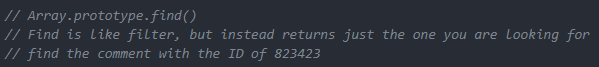 // Array.prototype.find()
// Find is like filter, but instead returns just the one you are looking for
// find the comment with the ID of 823423